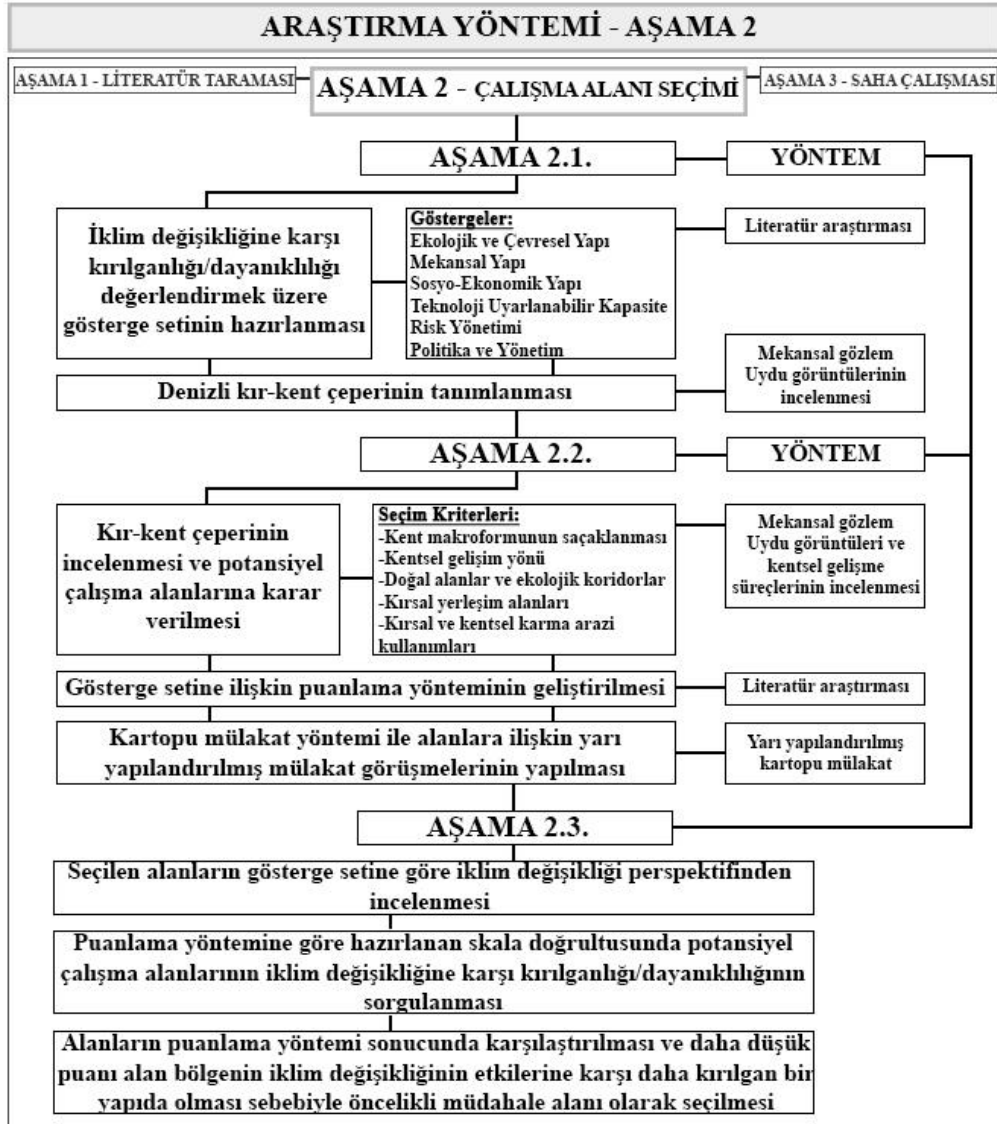 ARAŞTIRMA YÖNTEMİ - AŞAMA 2
AŞAMA 1 - LİTERATÜR TARAMASI
AŞAMA 2 - ÇALIŞMA ALANI SEÇİMİ
AŞAMA 3 - SAHA ÇALIŞMASI
AŞAMA 2.1.
YÖNTEM
İklim değişikliğine karşı
kırılganlığı/dayanıklılığı
değerlendirmek üzere
gösterge setinin hazırlanması
Göstergeler:
Ekolojik ve Çevresel Yapı
Mekansal Yapı
Sosyo-Ekonomik Yapı
Teknoloji Uyarlanabilir Kapasite
Risk Yönetimi
Politika ve Yönetim
Literatür araştırması
Denizli kır-kent çeperinin tanımlanması
Mekansal gözlem
Uydu görüntülerinin
incelenmesi
AŞAMA 2.2.
YÖNTEM
Kır-kent çeperinin
incelenmesi ve potansiyel
çalışma alanlarına karar
verilmesi
Seçim Kriterleri:
-Kent makroformunun saçaklanması
-Kentsel gelişim yönü
-Doğal alanlar ve ekolojik koridorlar
-Kırsal yerleşim alanları
-Kırsal ve kentsel karma arazi
kullanımları
Mekansal gözlem
Uydu görüntüleri ve
kentsel gelişme
süreçlerinin incelenmesi
Gösterge setine ilişkin puanlama yönteminin geliştirilmesi
Literatür araştırması
Kartopu mülakat yöntemi ile alanlara ilişkin yarı
yapılandırılmış mülakat görüşmelerinin yapılması
Yarı yapılandırılmış
kartopu mülakat
AŞAMA 2.3.
Seçilen alanların gösterge setine göre iklim değişikliği perspektifinden
incelenmesi
Puanlama yöntemine göre hazırlanan skala doğrultusunda potansiyel
çalışma alanlarının iklim değişikliğine karşı kırılganlığı/dayanıklılığının
sorgulanması
Alanların puanlama yöntemi sonucunda karşılaştırılması ve daha düşük
puanı alan bölgenin iklim değişikliğinin etkilerine karşı daha kırılgan bir
yapıda olması sebebiyle öncelikli müdahale alanı olarak seçilmesi